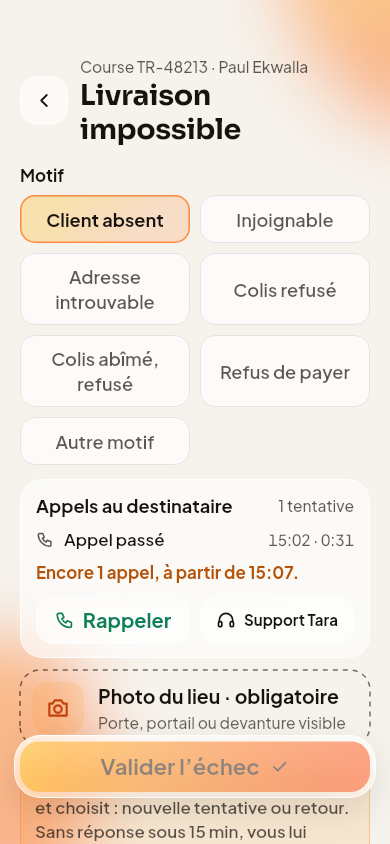 Course TR-48213 · Paul Ekwalla
Livraison
impossible
Motif
Client absent
Injoignable
Adresse
introuvable
Colis refusé
Colis abîmé,
refusé
Refus de payer
Autre motif
Appels au destinataire
1 tentative
Appel passé
15:02 · 0:31
Encore 1 appel, à partir de 15:07.
Rappeler
Support Tara
Photo du lieu · obligatoire
Porte, portail ou devanture visible
Valider l’échec
et choisit : nouvelle tentative ou retour.
Sans réponse sous 15 min, vous lui